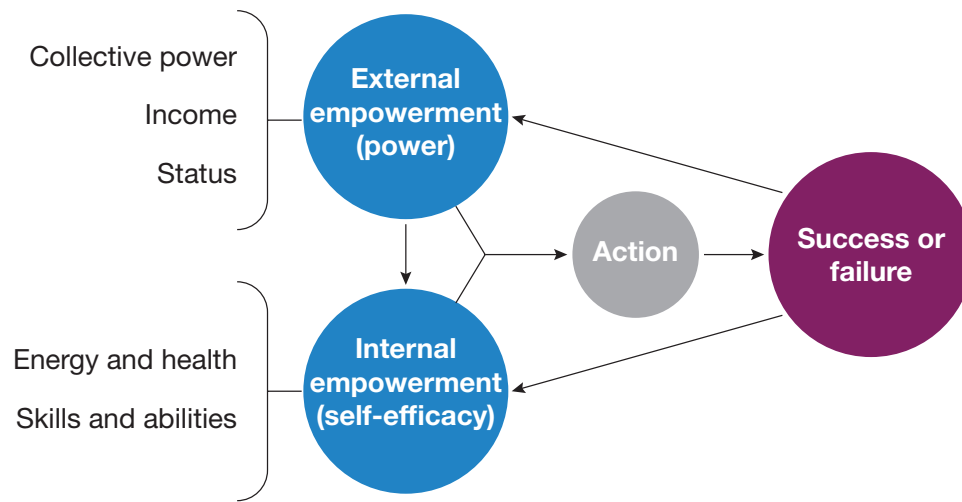 Collective power
Income
Status
External
empowerment
(power)
Action
Success or
failure
Energy and health
Skills and abilities
Internal
empowerment
(self-efficacy)